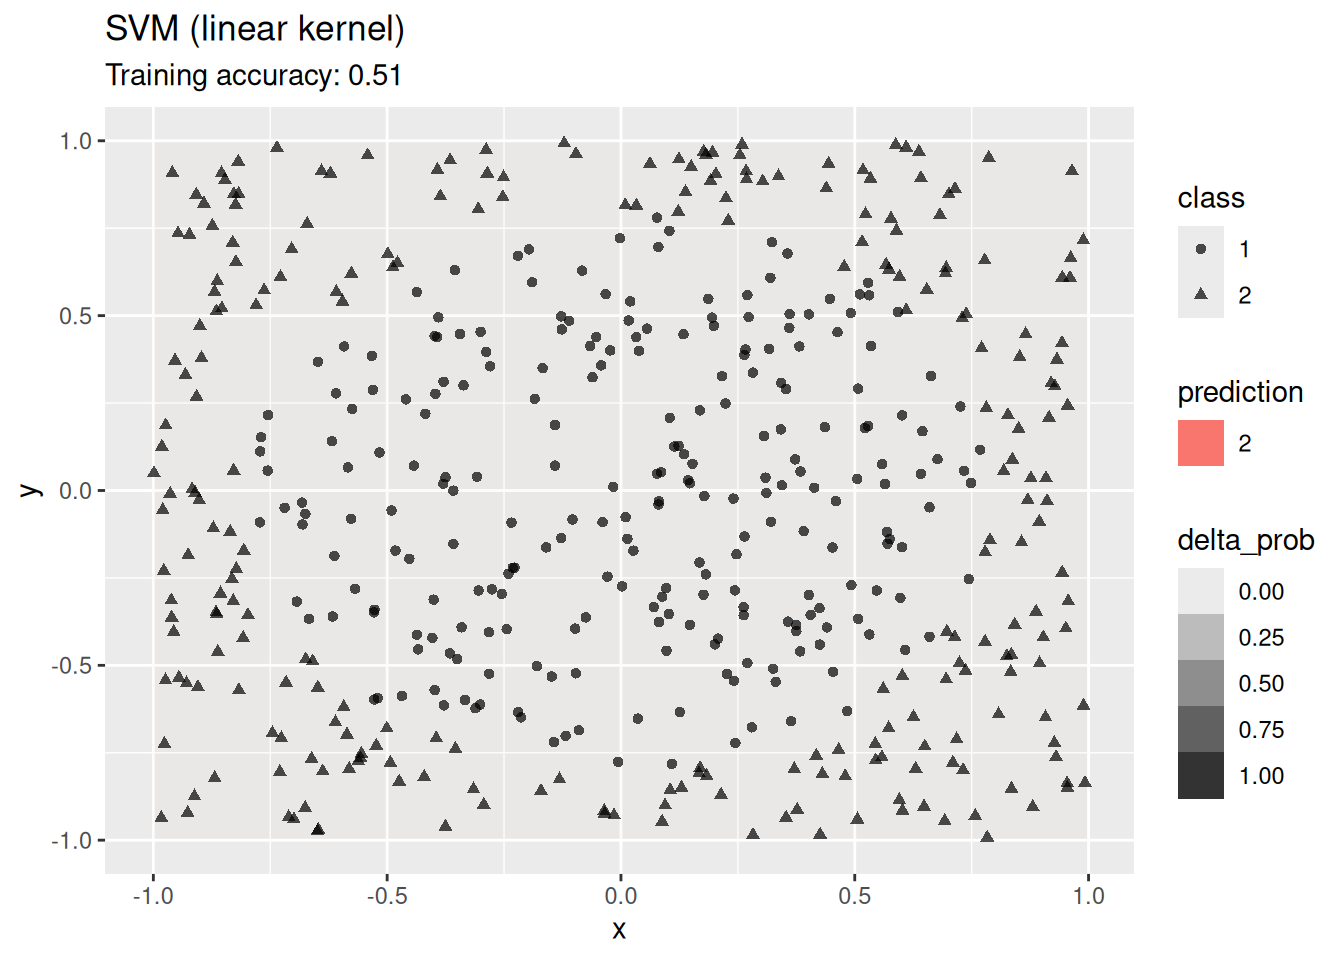 SVM (linear kernel)
Training accuracy: 0.51
1.0
0.5
0.0
-0.5
-1.0
y
-1.0 -0.5 0.0 0.5 1.0
x
class
1
2
prediction
2
delta_prob
0.00
0.25
0.50
0.75
1.00